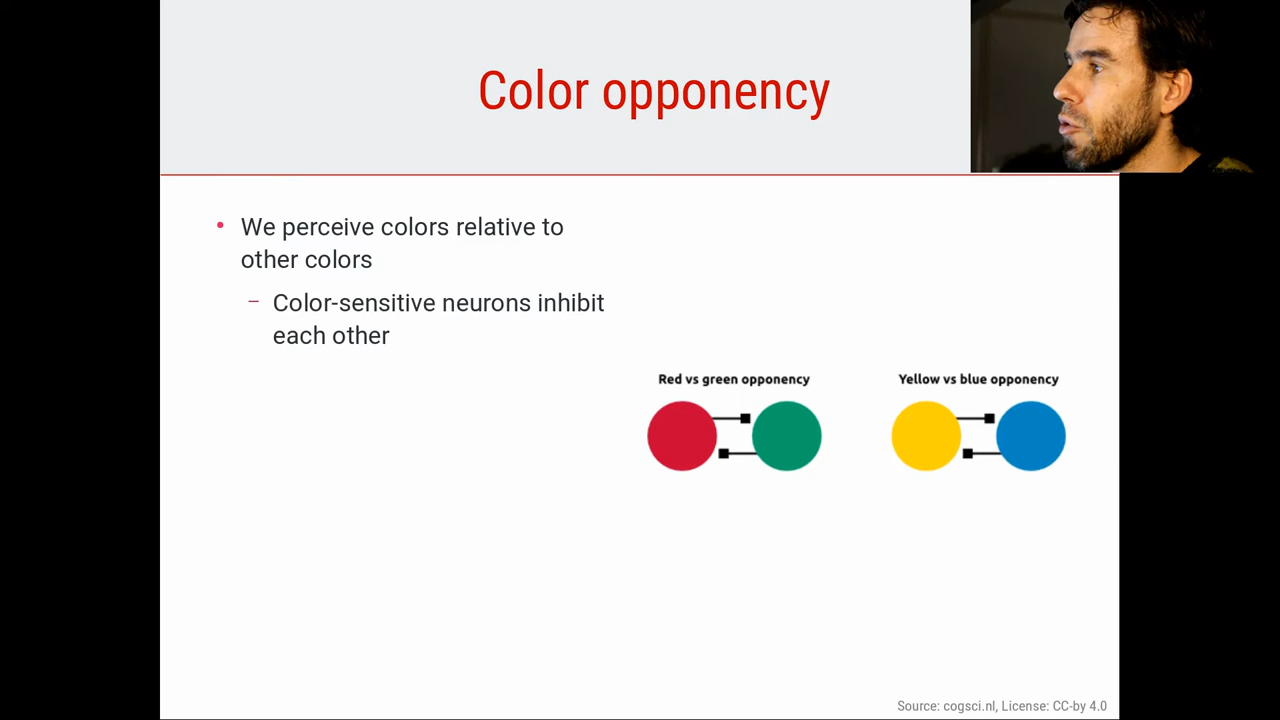 Color opponency
We perceive colors relative to
other colors
Color-sensitive neurons inhibit
each other
Red vs green opponency
Yellow vs blue opponency
Source: cogsci.nl, License: CC-by 4.0